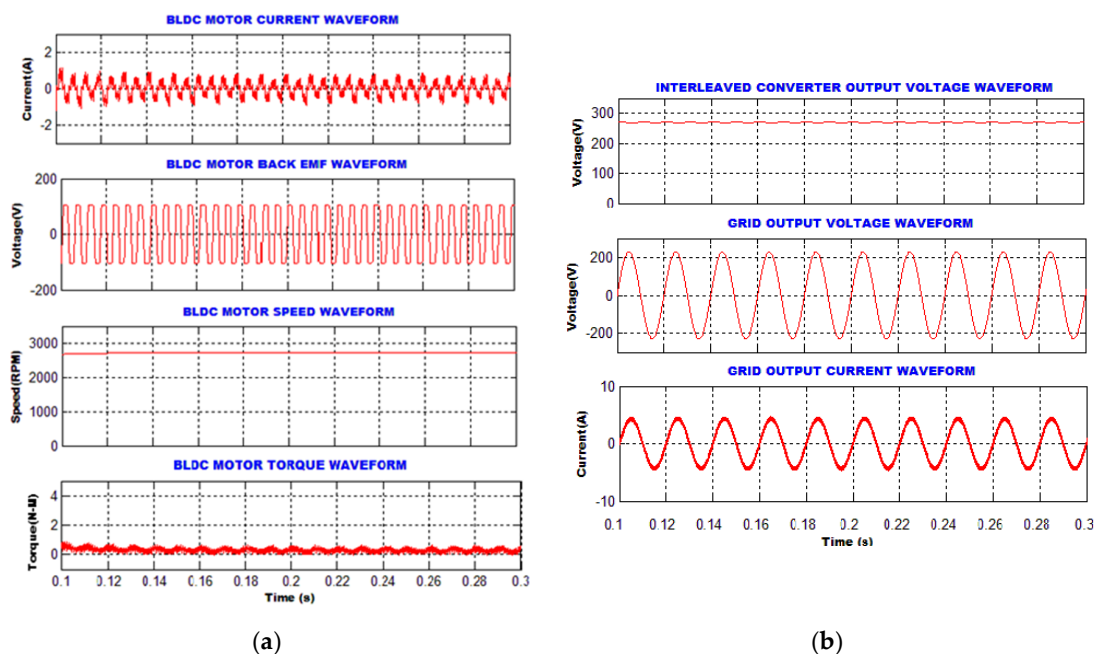 BLDC MOTOR CURRENT WAVEFORM
2
0
-2
Current(A)
BLDC MOTOR BACK EMF WAVEFORM
200
0
-200
Voltage(V)
BLDC MOTOR SPEED WAVEFORM
3000
2000
1000
0
Speed(RPM)
BLDC MOTOR TORQUE WAVEFORM
4
2
0
Torque(N-M)
0.1 0.12 0.14 0.16 0.18 0.2 0.22 0.24 0.26 0.28 0.3
Time (s)
(a)
INTERLEAVED CONVERTER OUTPUT VOLTAGE WAVEFORM
300
200
100
0
Voltage(V)
GRID OUTPUT VOLTAGE WAVEFORM
200
0
-200
Voltage(V)
GRID OUTPUT CURRENT WAVEFORM
10
0
-10
Current(A)
0.1 0.12 0.14 0.16 0.18 0.2 0.22 0.24 0.26 0.28 0.3
Time (s)
(b)